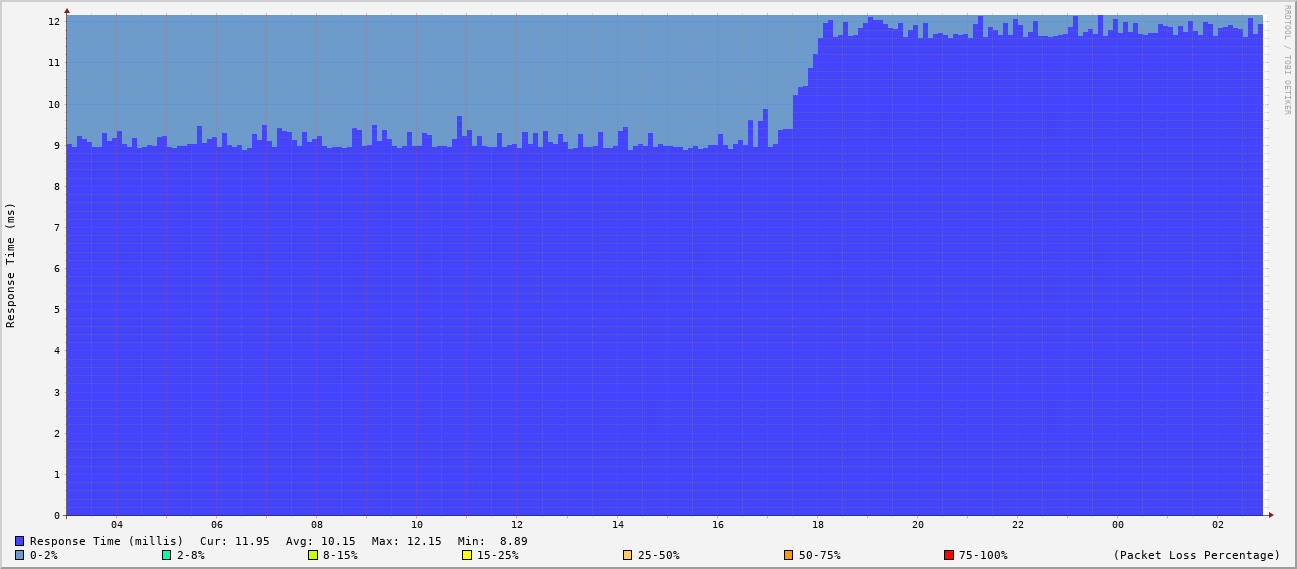 RRDTOOL / TOBI OETIKER
Response Time (ms)
12
11
10
9
8
7
6
5
4
3
2
1
0
04 06 08 10 12 14 16 18 20 22 00 02
Response Time (millis) Cur: 11.95 Avg: 10.15 Max: 12.15 Min: 8.89
0-2% 2-8% 8-15% 15-25% 25-50% 50-75% 75-100% (Packet Loss Percentage)